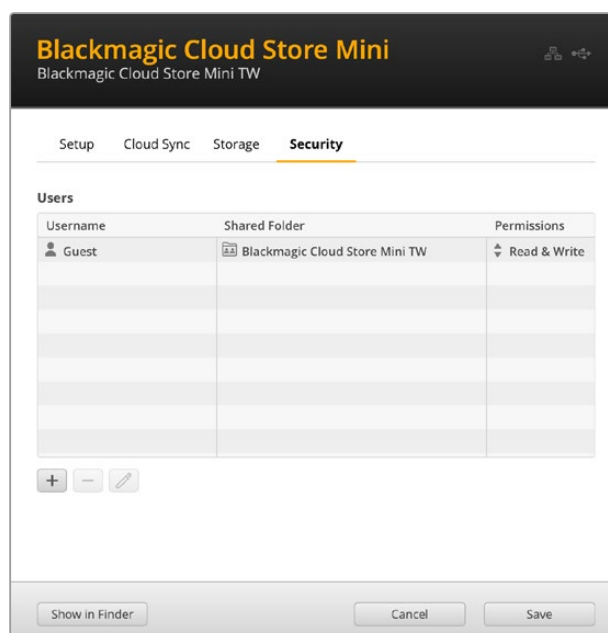 Blackmagic Cloud Store Mini
Blackmagic Cloud Store Mini TW
Setup Cloud Sync Storage Security
Users
Username Shared Folder Permissions
Guest Blackmagic Cloud Store Mini TW Read & Write
Show in Finder Cancel Save